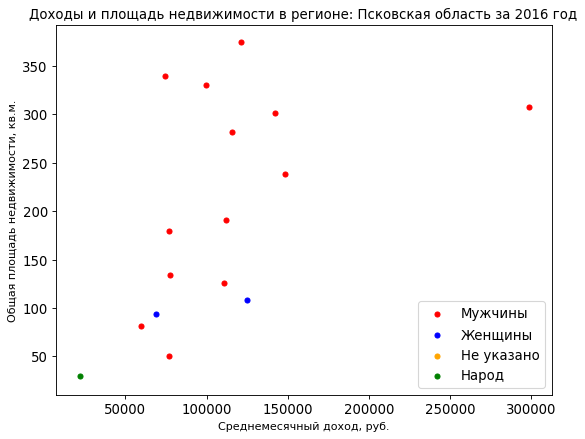 Доходы и площадь недвижимости в регионе: Псковская область за 2016 год
Общая площадь недвижимости, кв.м.
350
300
250
200
150
100
50
Мужчины
Женщины
Не указано
Народ
50000 100000 150000 200000 250000 300000
Среднемесячный доход, руб.